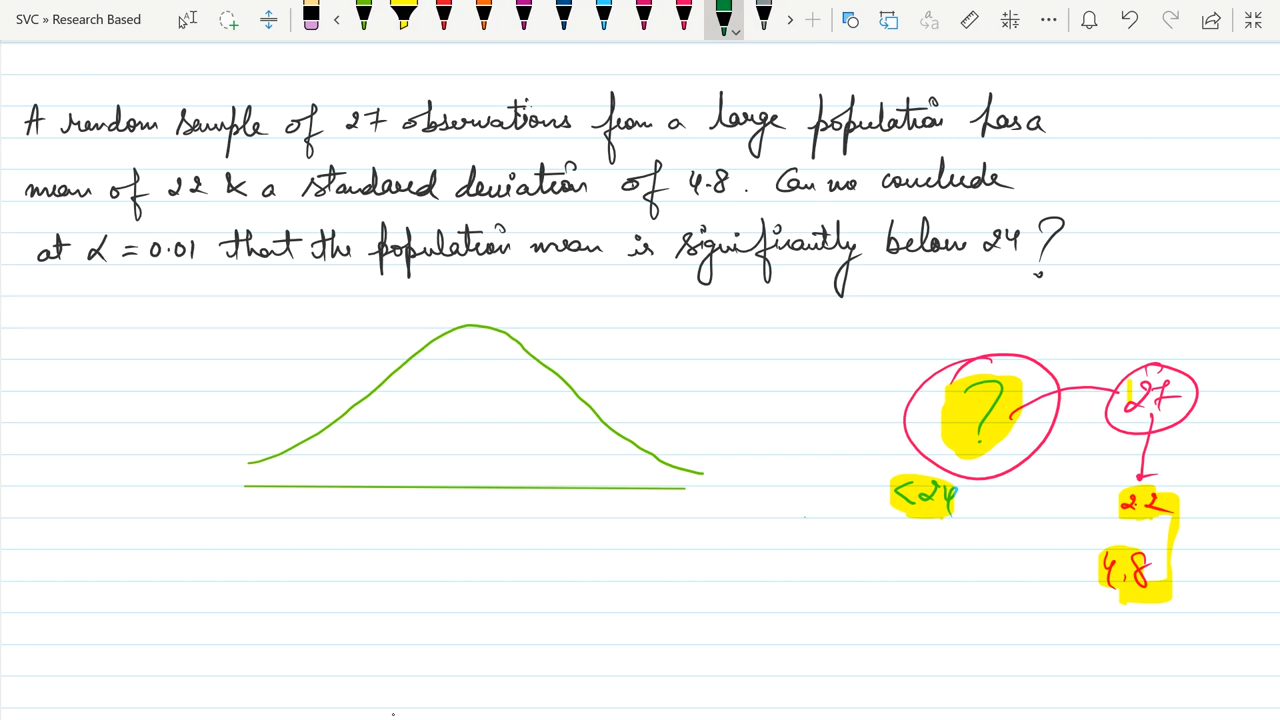 SVC » Research Based
A random sample of 27 observations from a large population has a
mean of 22 & a standard deviation of 4.8. Can we conclude
at α = 0.01 that the population mean is significantly below 24 ?
?
27
<24
22
4.8